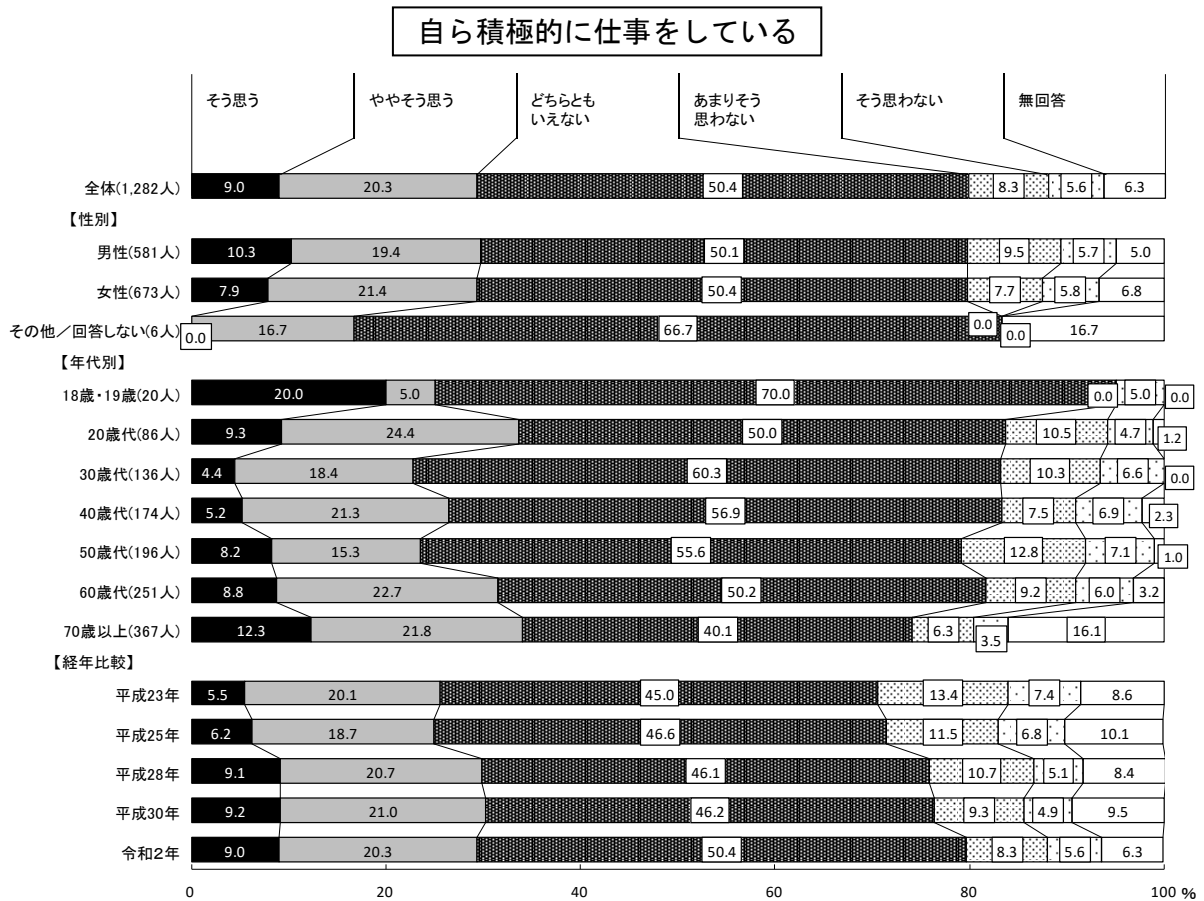 自ら積極的に仕事をしている
そう思う ややそう思う どちらとも あまりそう そう思わない 無回答
いえない 思わない
全体(1,282人) 9.0 20.3 50.4 8.3 5.6 6.3
【性別】
男性(581人) 10.3 19.4 50.1 9.5 5.7 5.0
女性(673人) 7.9 21.4 50.4 7.7 5.8 6.8
その他／回答しない(6人) 0.0 16.7 66.7 0.0 0.0 16.7
【年代別】
18歳・19歳(20人) 20.0 5.0 70.0 0.0 5.0 0.0
20歳代(86人) 9.3 24.4 50.0 10.5 4.7 1.2
30歳代(136人) 4.4 18.4 60.3 10.3 6.6 0.0
40歳代(174人) 5.2 21.3 56.9 7.5 6.9 2.3
50歳代(196人) 8.2 15.3 55.6 12.8 7.1 1.0
60歳代(251人) 8.8 22.7 50.2 9.2 6.0 3.2
70歳以上(367人) 12.3 21.8 40.1 6.3 3.5 16.1
【経年比較】
平成23年 5.5 20.1 45.0 13.4 7.4 8.6
平成25年 6.2 18.7 46.6 11.5 6.8 10.1
平成28年 9.1 20.7 46.1 10.7 5.1 8.4
平成30年 9.2 21.0 46.2 9.3 4.9 9.5
令和２年 9.0 20.3 50.4 8.3 5.6 6.3
0 20 40 60 80 100 %